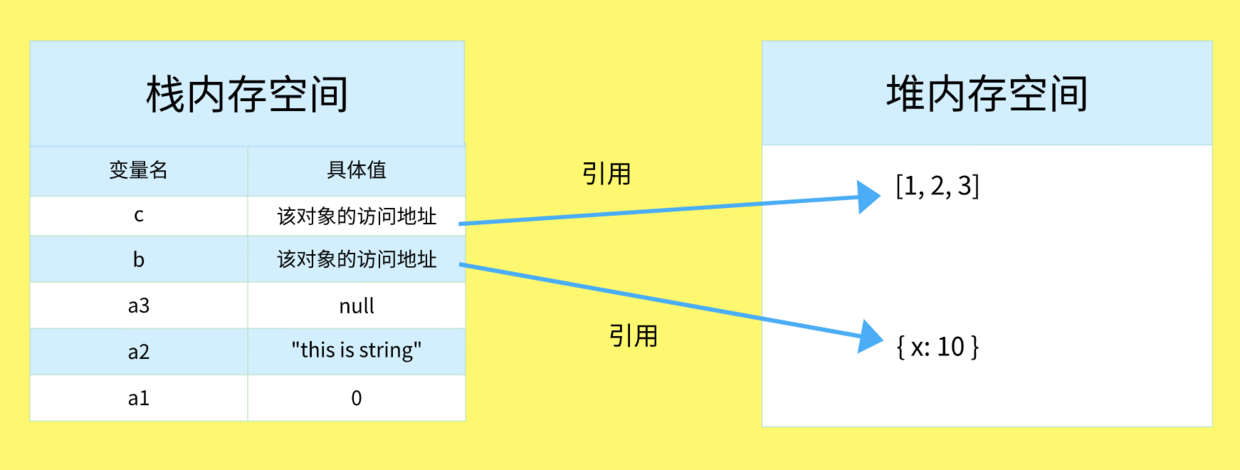 栈内存空间
堆内存空间
变量名 具体值
引用
c 该对象的访问地址
[1, 2, 3]
b 该对象的访问地址
a3 null
引用
a2 "this is string"
{ x: 10 }
a1 0